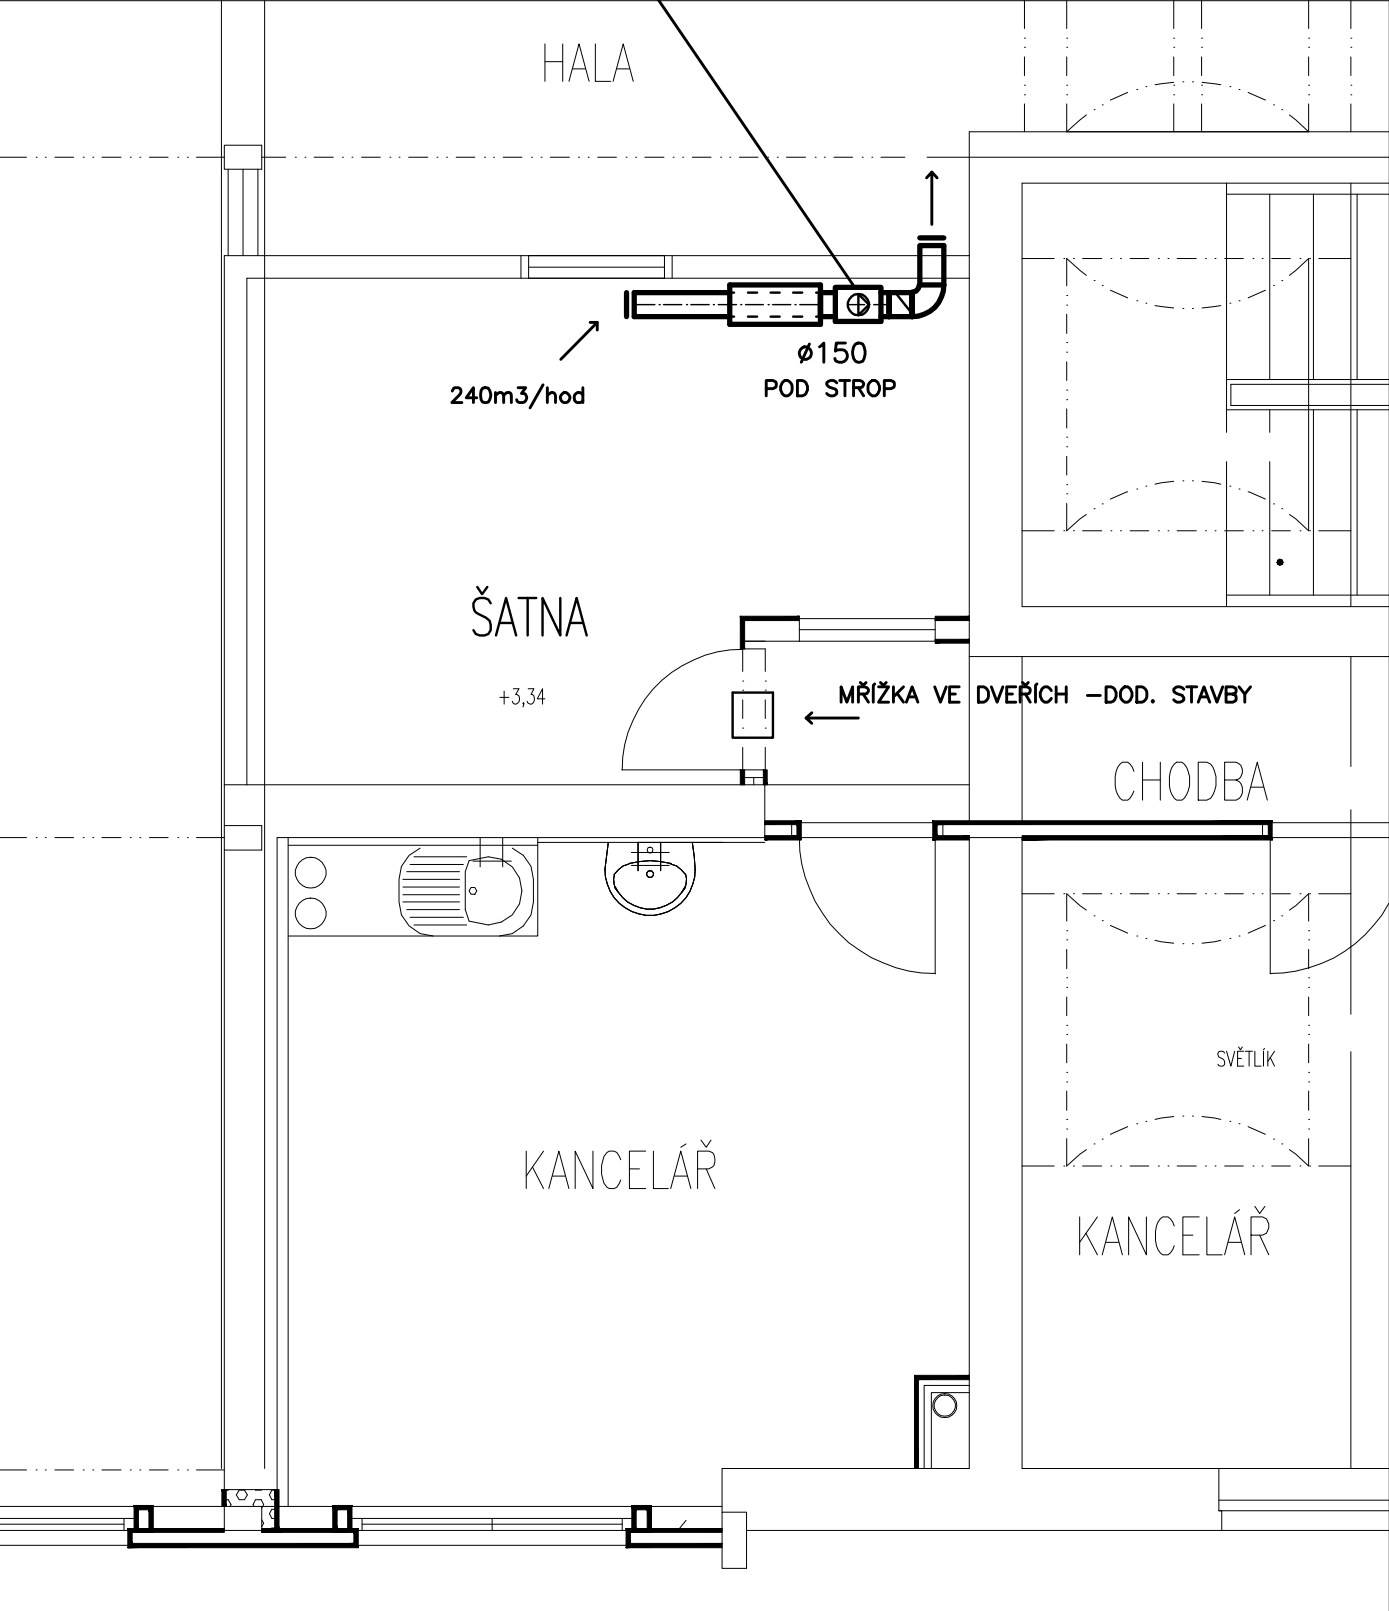 HALA
ø150
240m3/hod
POD STROP
ŠATNA
+3,34
MŘÍŽKA VE DVEŘÍCH -DOD. STAVBY
CHODBA
SVĚTLÍK
KANCELÁŘ
KANCELÁŘ